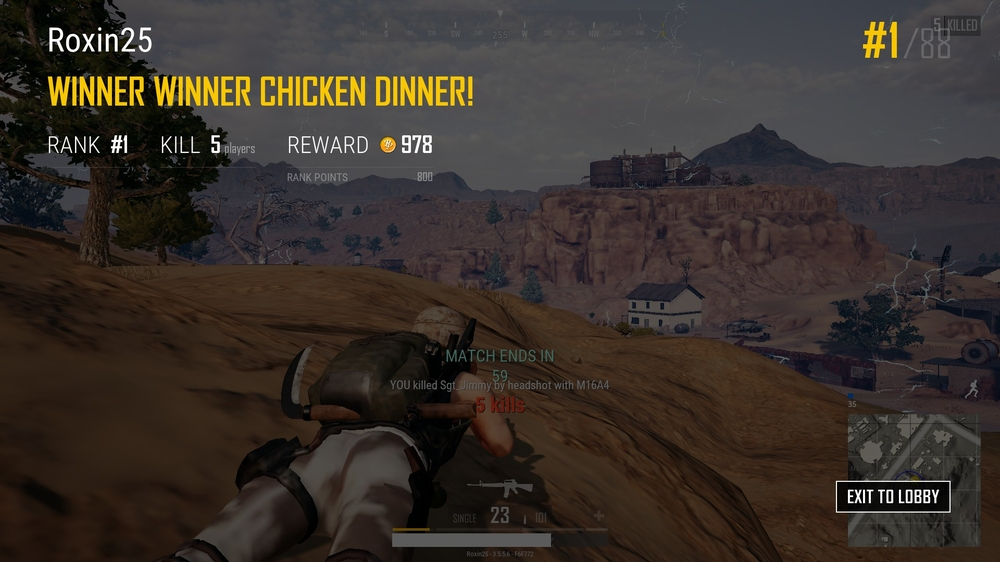 Roxin25
#1/88
5 KILLED
WINNER WINNER CHICKEN DINNER!
RANK #1 KILL 5 players REWARD 978
RANK POINTS 800
MATCH ENDS IN
59
YOU killed Sgt_Jimmy by headshot with M16A4
5 kills
35
EXIT TO LOBBY
SINGLE 23 101